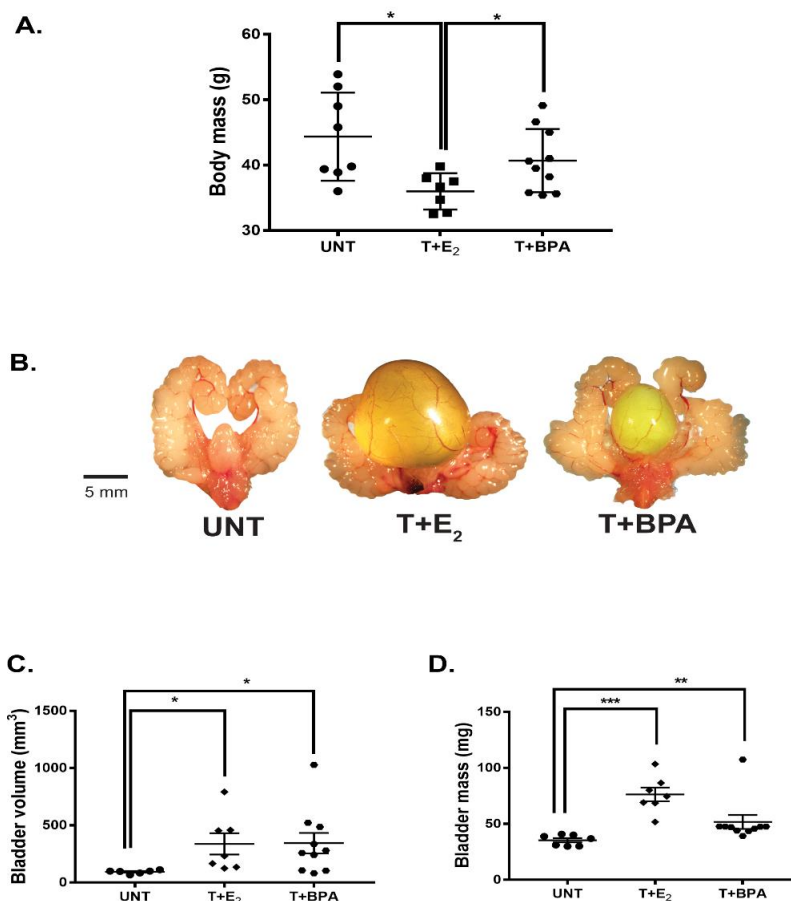 A.
Body mass (g)
60
50
40
30
* *
UNT T+E₂ T+BPA
B.
5 mm
UNT T+E₂ T+BPA
C.
Bladder volume (mm³)
1500
1000
500
0
*
*
UNT T+E₂ T+BPA
D.
Bladder mass (mg)
150
100
50
0
**
***
UNT T+E₂ T+BPA